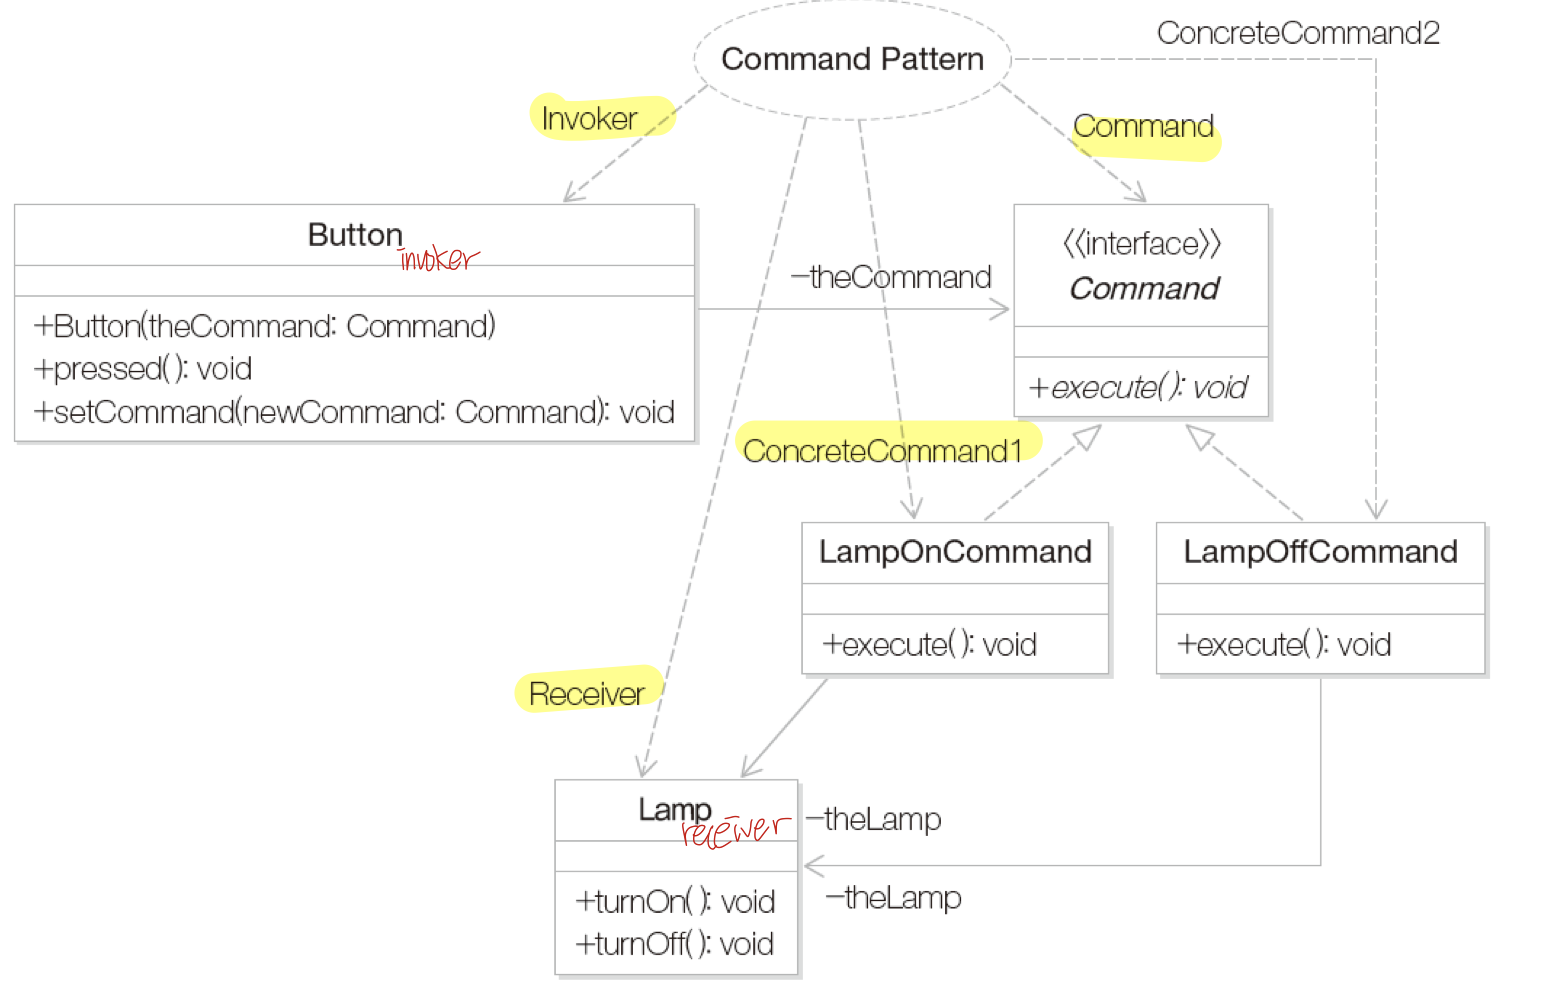 ConcreteCommand2
Command Pattern
Invoker
Command
Button
invoker
+Button(theCommand: Command)
+pressed(): void
+setCommand(newCommand: Command): void
–theCommand
<<interface>>
Command
+execute(): void
ConcreteCommand1
LampOnCommand
+execute(): void
LampOffCommand
+execute(): void
Receiver
Lamp
receiver
+turnOn(): void
+turnOff(): void
–theLamp
–theLamp